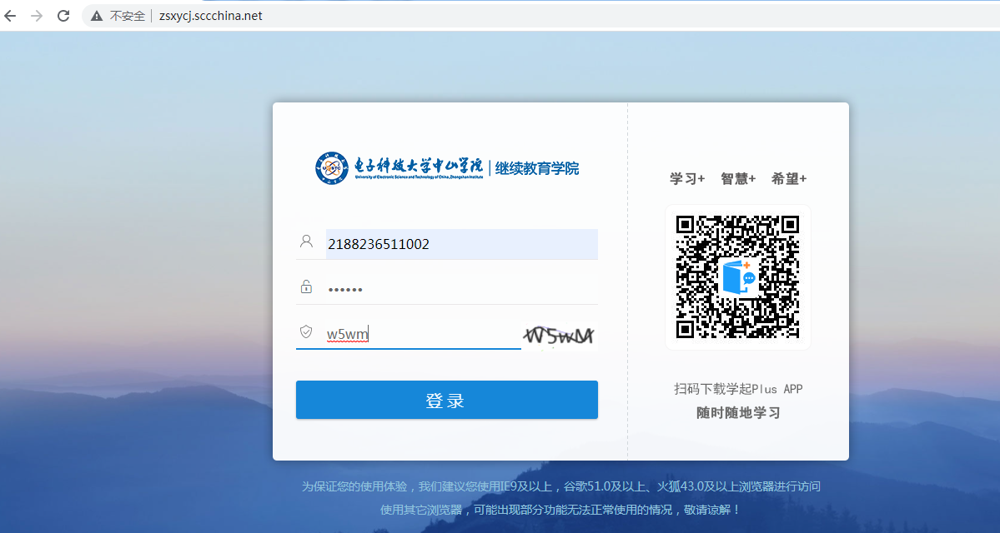 不安全 | zsxycj.sccchina.net
电子科技大学中山学院 | 继续教育学院
University of Electronic Science and Technology of China, Zhongshan Institute
2188236511002
••••••
w5wm
W5wM
登录
学习+ 智慧+ 希望+
扫码下载学起Plus APP
随时随地学习
为保证您的使用体验，我们建议您使用IE9及以上，谷歌51.0及以上、火狐43.0及以上浏览器进行访问
使用其它浏览器，可能出现部分功能无法正常使用的情况，敬请谅解！